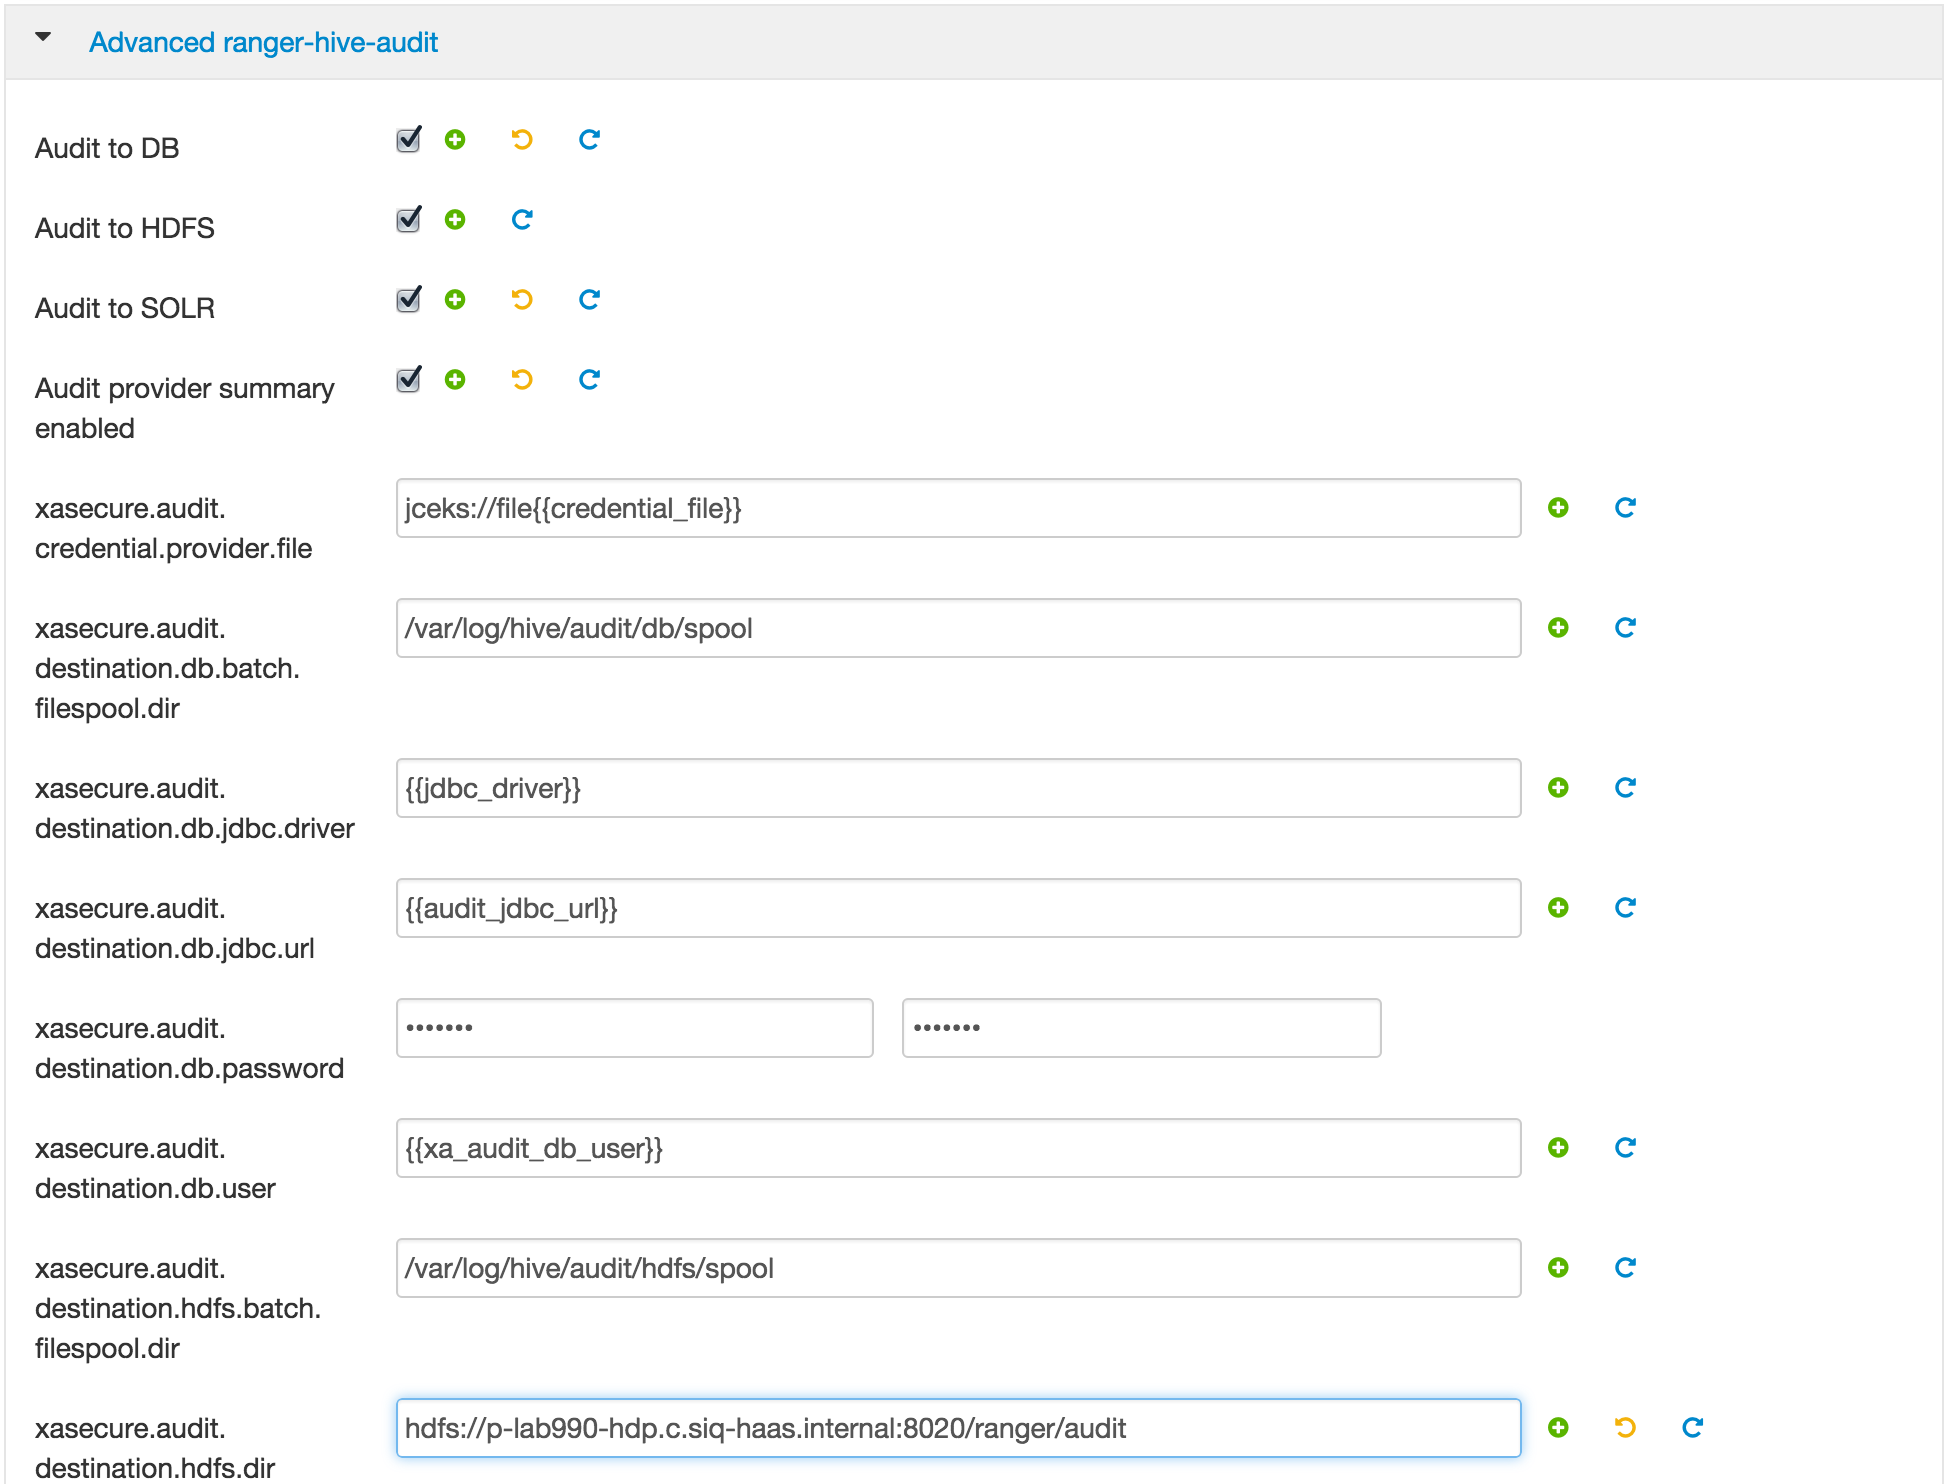 Advanced ranger-hive-audit
Audit to DB
Audit to HDFS
Audit to SOLR
Audit provider summary
enabled
xasecure.audit.
credential.provider.file
jceks://file{{credential_file}}
xasecure.audit.
destination.db.batch.
filespool.dir
/var/log/hive/audit/db/spool
xasecure.audit.
destination.db.jdbc.driver
{{jdbc_driver}}
xasecure.audit.
destination.db.jdbc.url
{{audit_jdbc_url}}
xasecure.audit.
destination.db.password
••••••• •••••••
xasecure.audit.
destination.db.user
{{xa_audit_db_user}}
xasecure.audit.
destination.hdfs.batch.
filespool.dir
/var/log/hive/audit/hdfs/spool
xasecure.audit.
destination.hdfs.dir
hdfs://p-lab990-hdp.c.siq-haas.internal:8020/ranger/audit